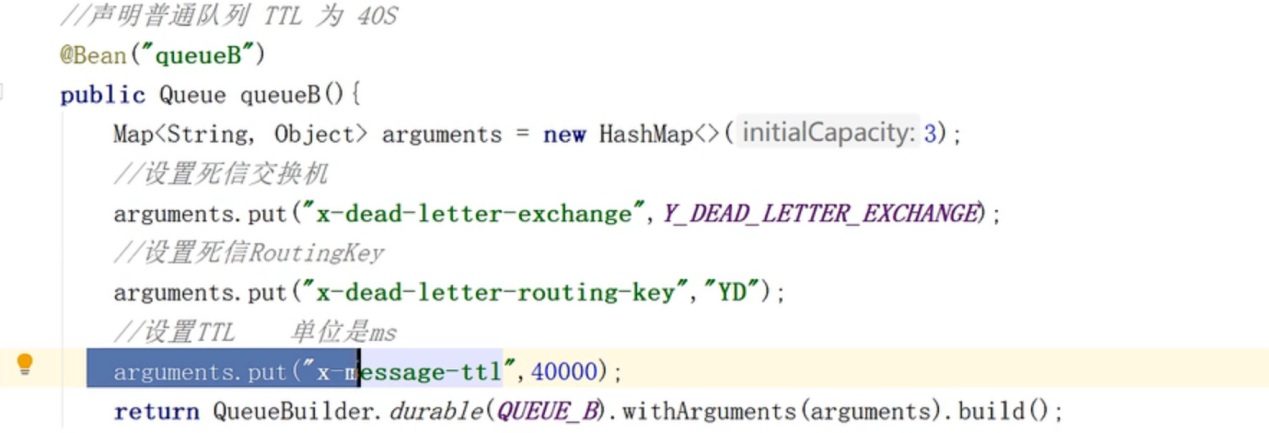 //声明普通队列 TTL 为 40S
@Bean("queueB")
public Queue queueB(){
Map<String, Object> arguments = new HashMap<>( initialCapacity: 3);
//设置死信交换机
arguments.put("x-dead-letter-exchange",Y_DEAD_LETTER_EXCHANGE);
//设置死信RoutingKey
arguments.put("x-dead-letter-routing-key","YD");
//设置TTL 单位是ms
arguments.put("x-message-ttl",40000);
return QueueBuilder.durable(QUEUE_B).withArguments(arguments).build();